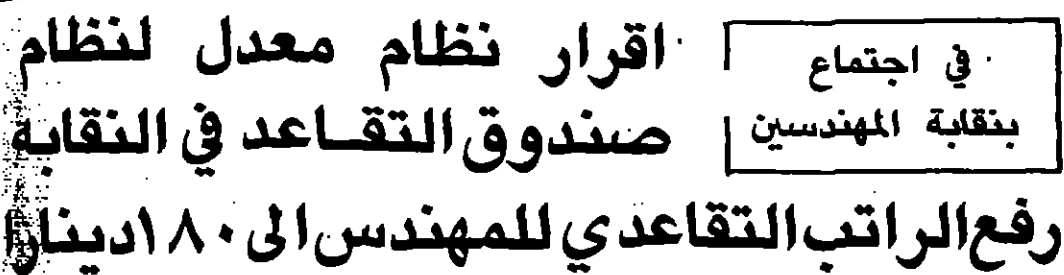 في اجتماع
بنقابة المهندسين
اقرار نظام معدل لنظام
صندوق التقاعد في النقابة
رفع الراتب التقاعدي للمهندس الى ١٨٠ دينارا